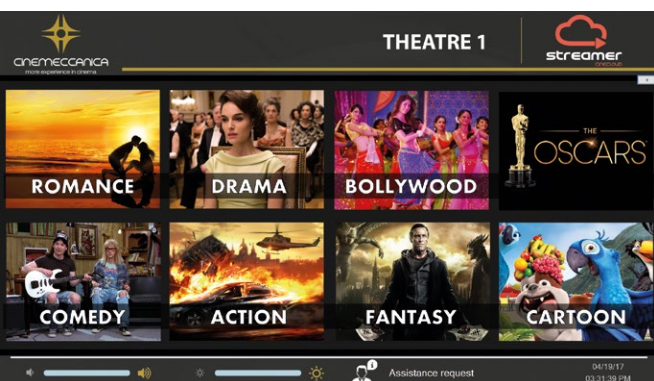 CINEMECCANICA
more experience in cinema
THEATRE 1
streamer
CINECLOUD
ROMANCE
DRAMA
BOLLYWOOD
THE
OSCARS
COMEDY
ACTION
FANTASY
CARTOON
Assistance request
04/19/17
03:31:39 PM